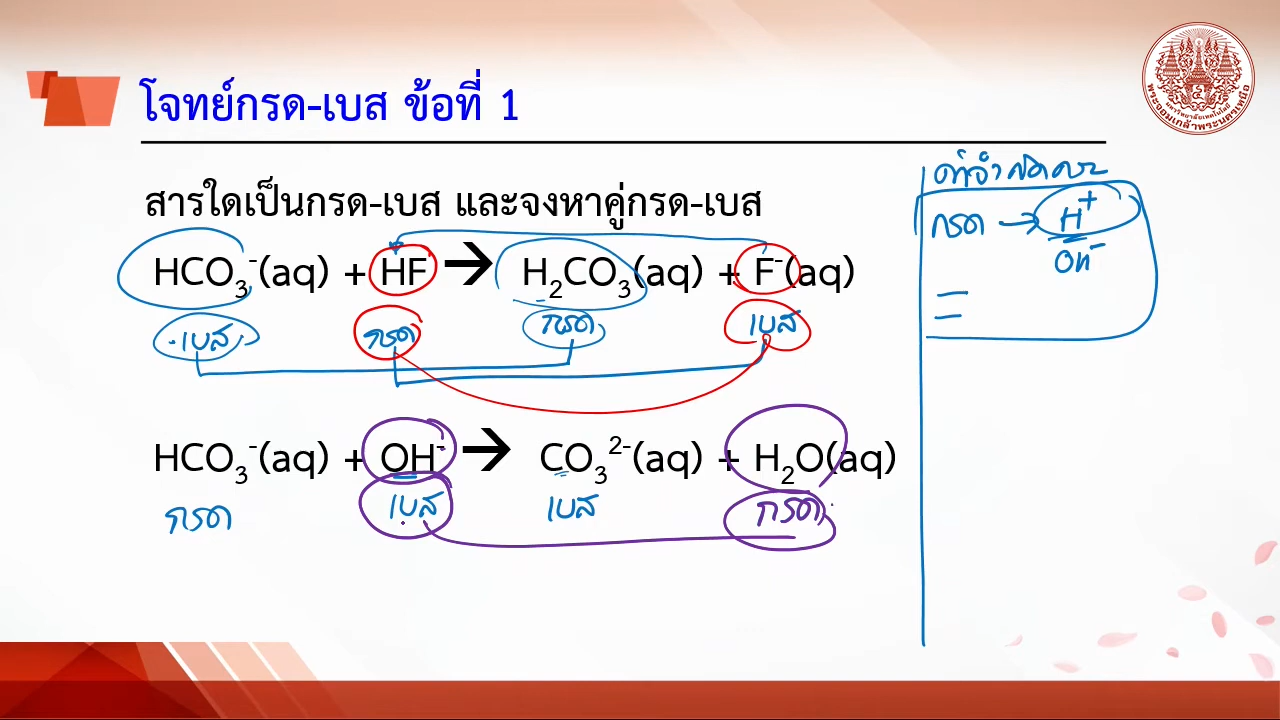 โจทย์กรด-เบส ข้อที่ 1
สารใดเป็นกรด-เบส และจงหาคู่กรด-เบส
HCO₃⁻(aq) + HF → H₂CO₃(aq) + F⁻(aq)
เบส กรด กรด เบส
HCO₃⁻(aq) + OH⁻ → CO₃²⁻(aq) + H₂O(aq)
กรด เบส เบส กรด
กรด → H⁺
OH⁻